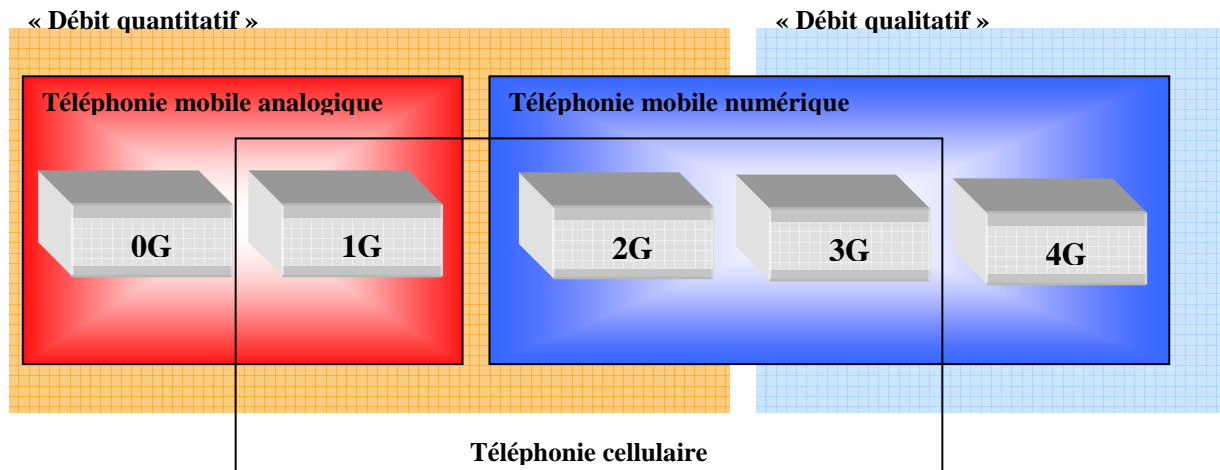 « Débit quantitatif »
« Débit qualitatif »
Téléphonie mobile analogique
Téléphonie mobile numérique
0G
1G
2G
3G
4G
Téléphonie cellulaire